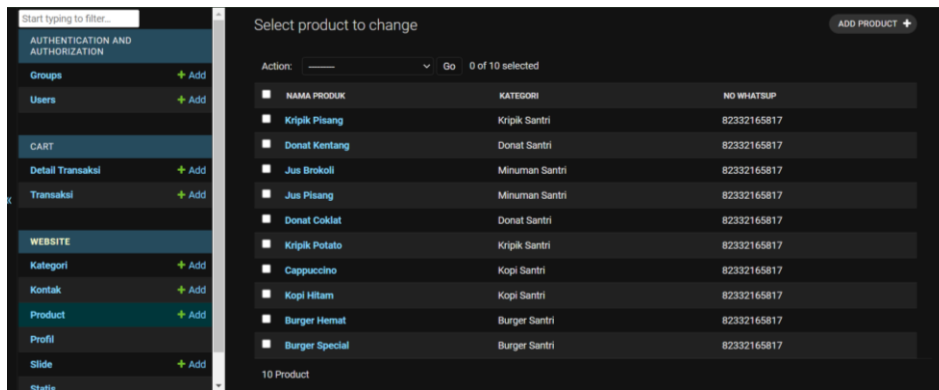 Start typing to filter...
AUTHENTICATION AND
AUTHORIZATION
Groups + Add
Users + Add
CART
Detail Transaksi + Add
Transaksi + Add
WEBSITE
Kategori + Add
Kontak + Add
Product + Add
Profil
Slide + Add
Statis
Select product to change
ADD PRODUCT +
Action: --------- Go 0 of 10 selected
NAMA PRODUK KATEGORI NO WHATSUP
Kripik Pisang Kripik Santri 82332165817
Donat Kentang Donat Santri 82332165817
Jus Brokoli Minuman Santri 82332165817
Jus Pisang Minuman Santri 82332165817
Donat Coklat Donat Santri 82332165817
Kripik Potato Kripik Santri 82332165817
Cappuccino Kopi Santri 82332165817
Kopi Hitam Kopi Santri 82332165817
Burger Hemat Burger Santri 82332165817
Burger Special Burger Santri 82332165817
10 Product